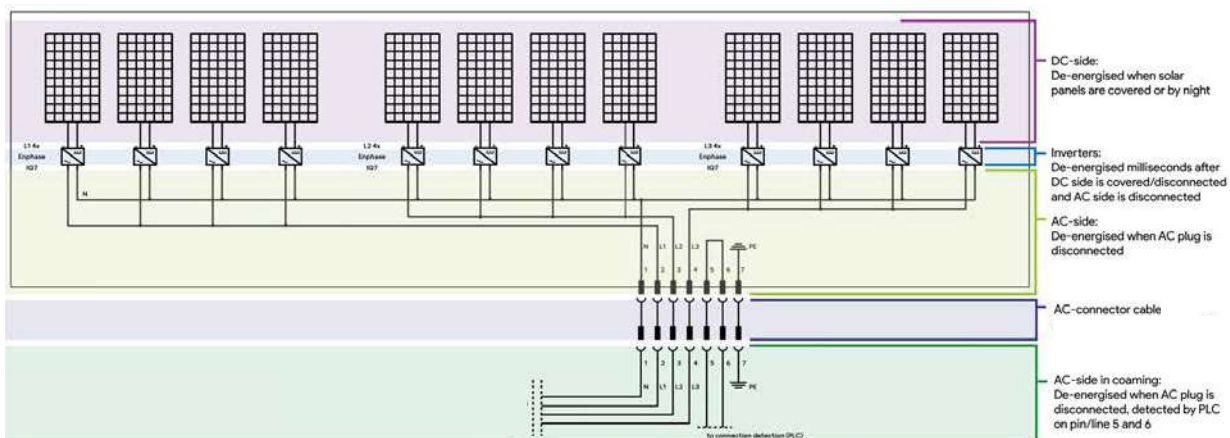 DC-side:
De-energised when solar
panels are covered or by night
L1 4x
Enphase
IQ7
L2 4x
Enphase
IQ7
L3 4x
Enphase
IQ7
Inverters:
De-energised milliseconds after
DC side is covered/disconnected
and AC side is disconnected
N
AC-side:
De-energised when AC plug is
disconnected
N L1 L2 L3 PE
1 2 3 4 5 6 7
AC-connector cable
1 2 3 4 5 6 7
N L1 L2 L3 PE
AC-side in coaming:
De-energised when AC plug is
disconnected, detected by PLC
on pin/line 5 and 6
to connection detection (PLC)